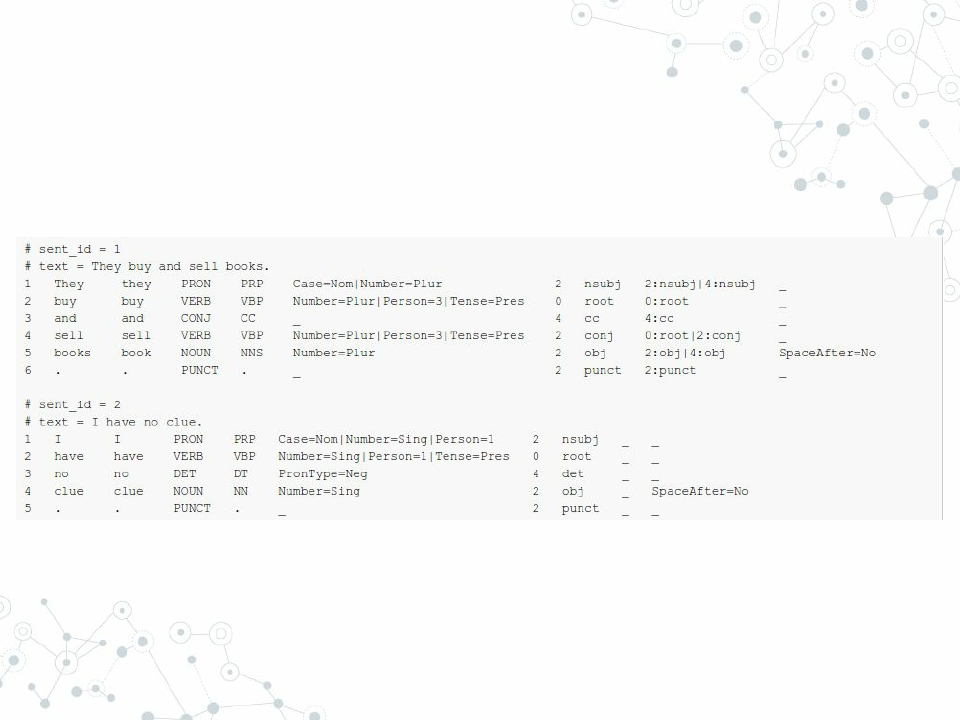 # sent_id = 1
# text = They buy and sell books.
1 They they PRON PRP Case=Nom|Number=Plur 2 nsubj 2:nsubj|4:nsubj _
2 buy buy VERB VBP Number=Plur|Person=3|Tense=Pres 0 root 0:root _
3 and and CONJ CC _ 4 cc 4:cc _
4 sell sell VERB VBP Number=Plur|Person=3|Tense=Pres 2 conj 0:root|2:conj _
5 books book NOUN NNS Number=Plur 2 obj 2:obj|4:obj SpaceAfter=No
6 . . PUNCT . _ 2 punct 2:punct _
# sent_id = 2
# text = I have no clue.
1 I I PRON PRP Case=Nom|Number=Sing|Person=1 2 nsubj _ _
2 have have VERB VBP Number=Sing|Person=1|Tense=Pres 0 root _ _
3 no no DET DT PronType=Neg 4 det _ _
4 clue clue NOUN NN Number=Sing 2 obj _ SpaceAfter=No
5 . . PUNCT . _ 2 punct _ _